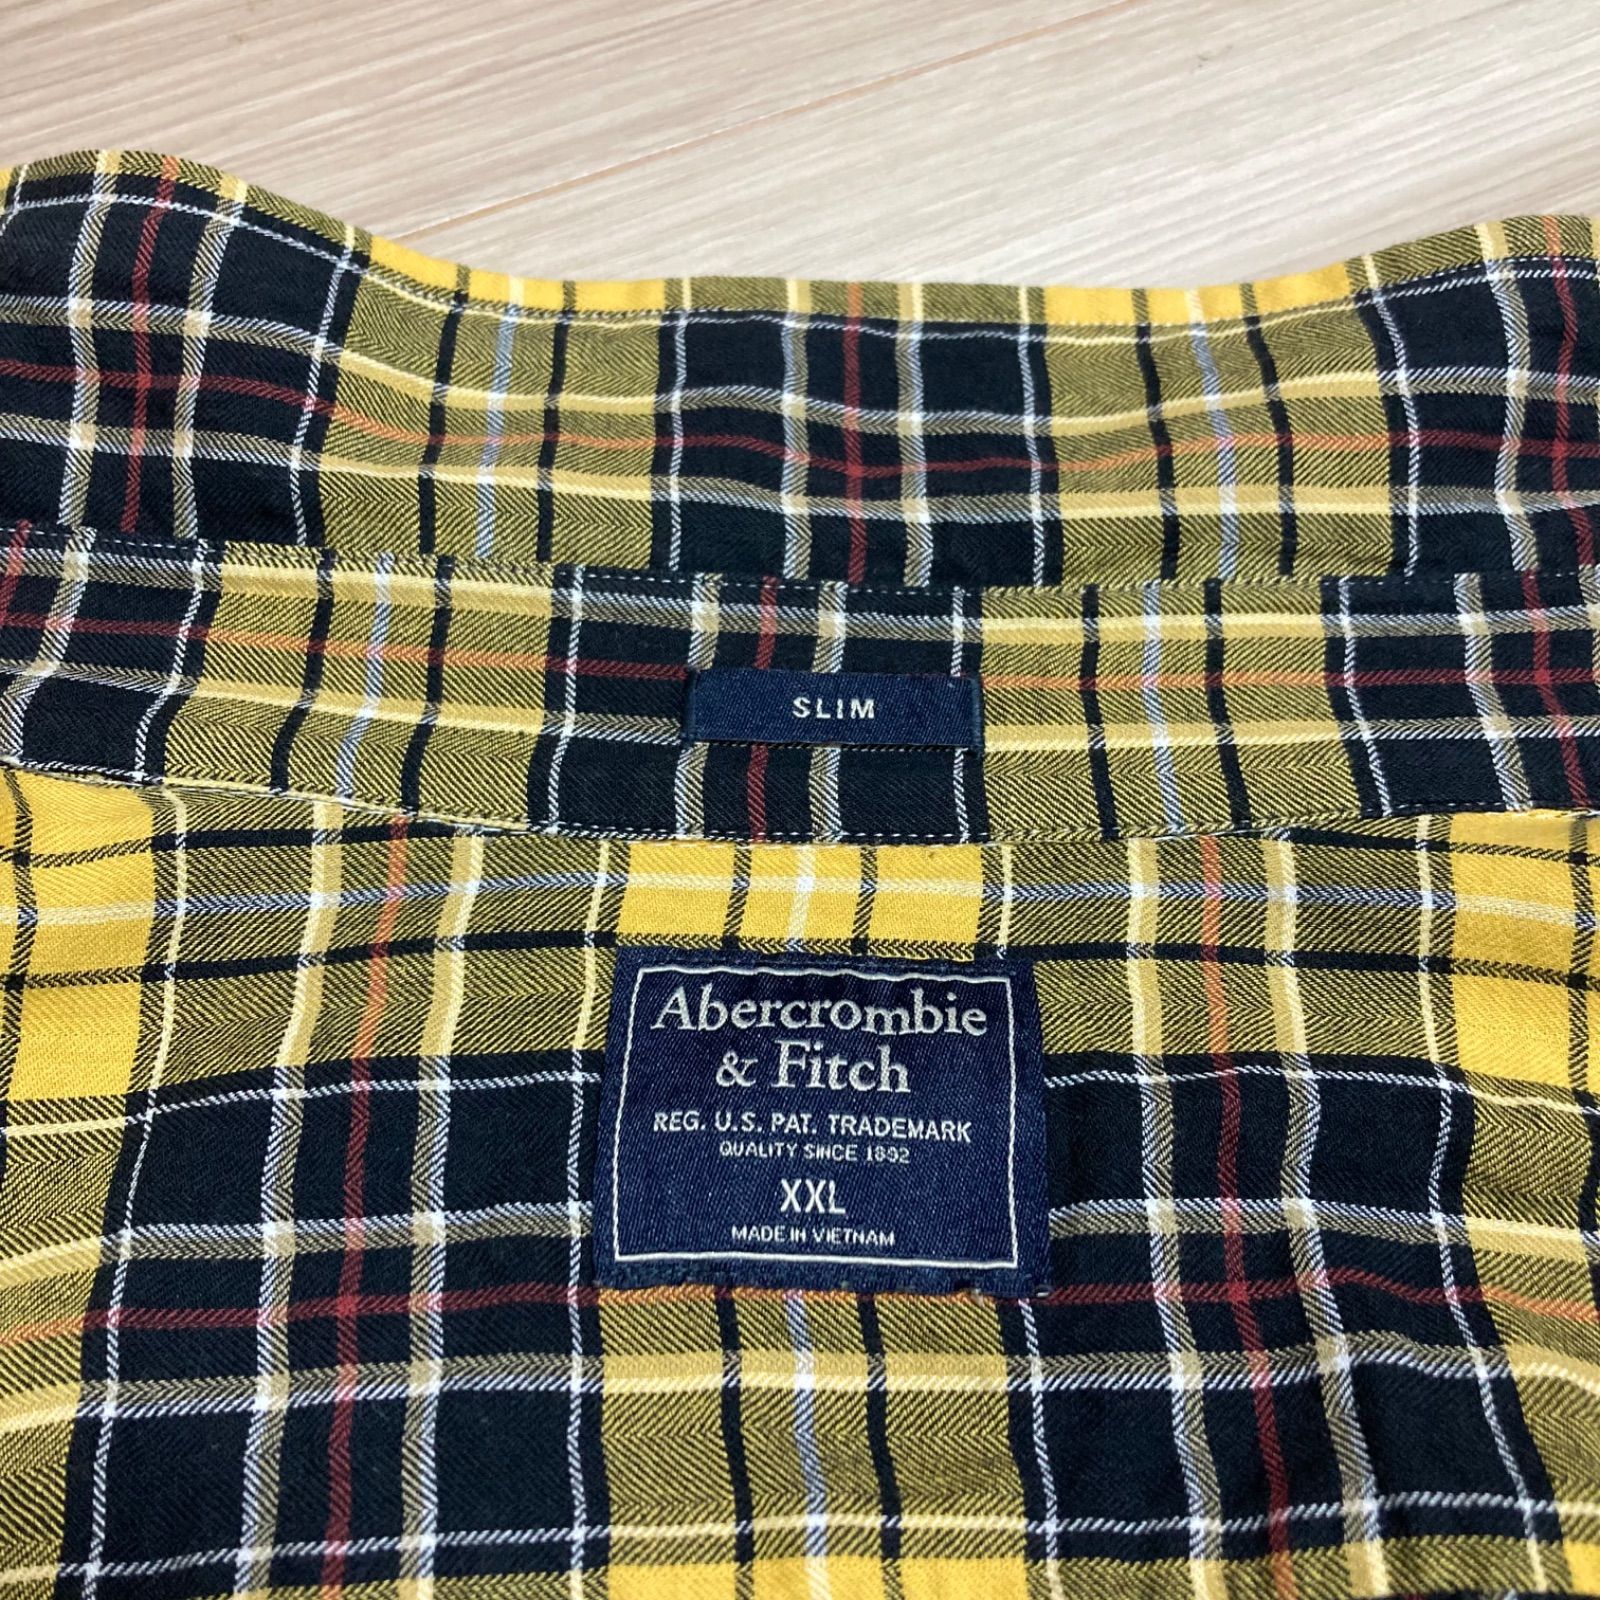 SLIM
Abercrombie
& Fitch
REG. U.S. PAT. TRADEMARK
QUALITY SINCE 1892
XXL
MADE IN VIETNAM